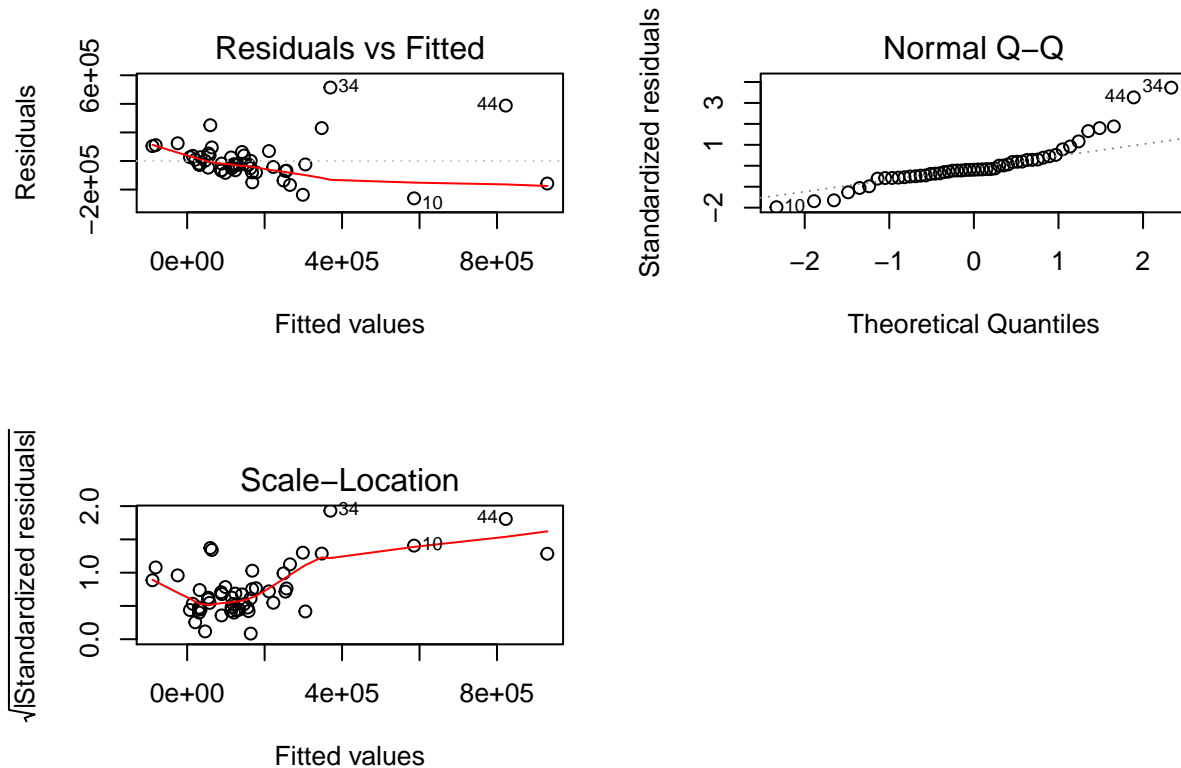 Residuals vs Fitted
Residuals
−2e+05 6e+05
34
44
10
0e+00 4e+05 8e+05
Fitted values
Normal Q−Q
Standardized residuals
−2 1 3
44
34
10
−2 −1 0 1 2
Theoretical Quantiles
Scale−Location
√|Standardized residuals|
0.0 1.0 2.0
34
44
10
0e+00 4e+05 8e+05
Fitted values